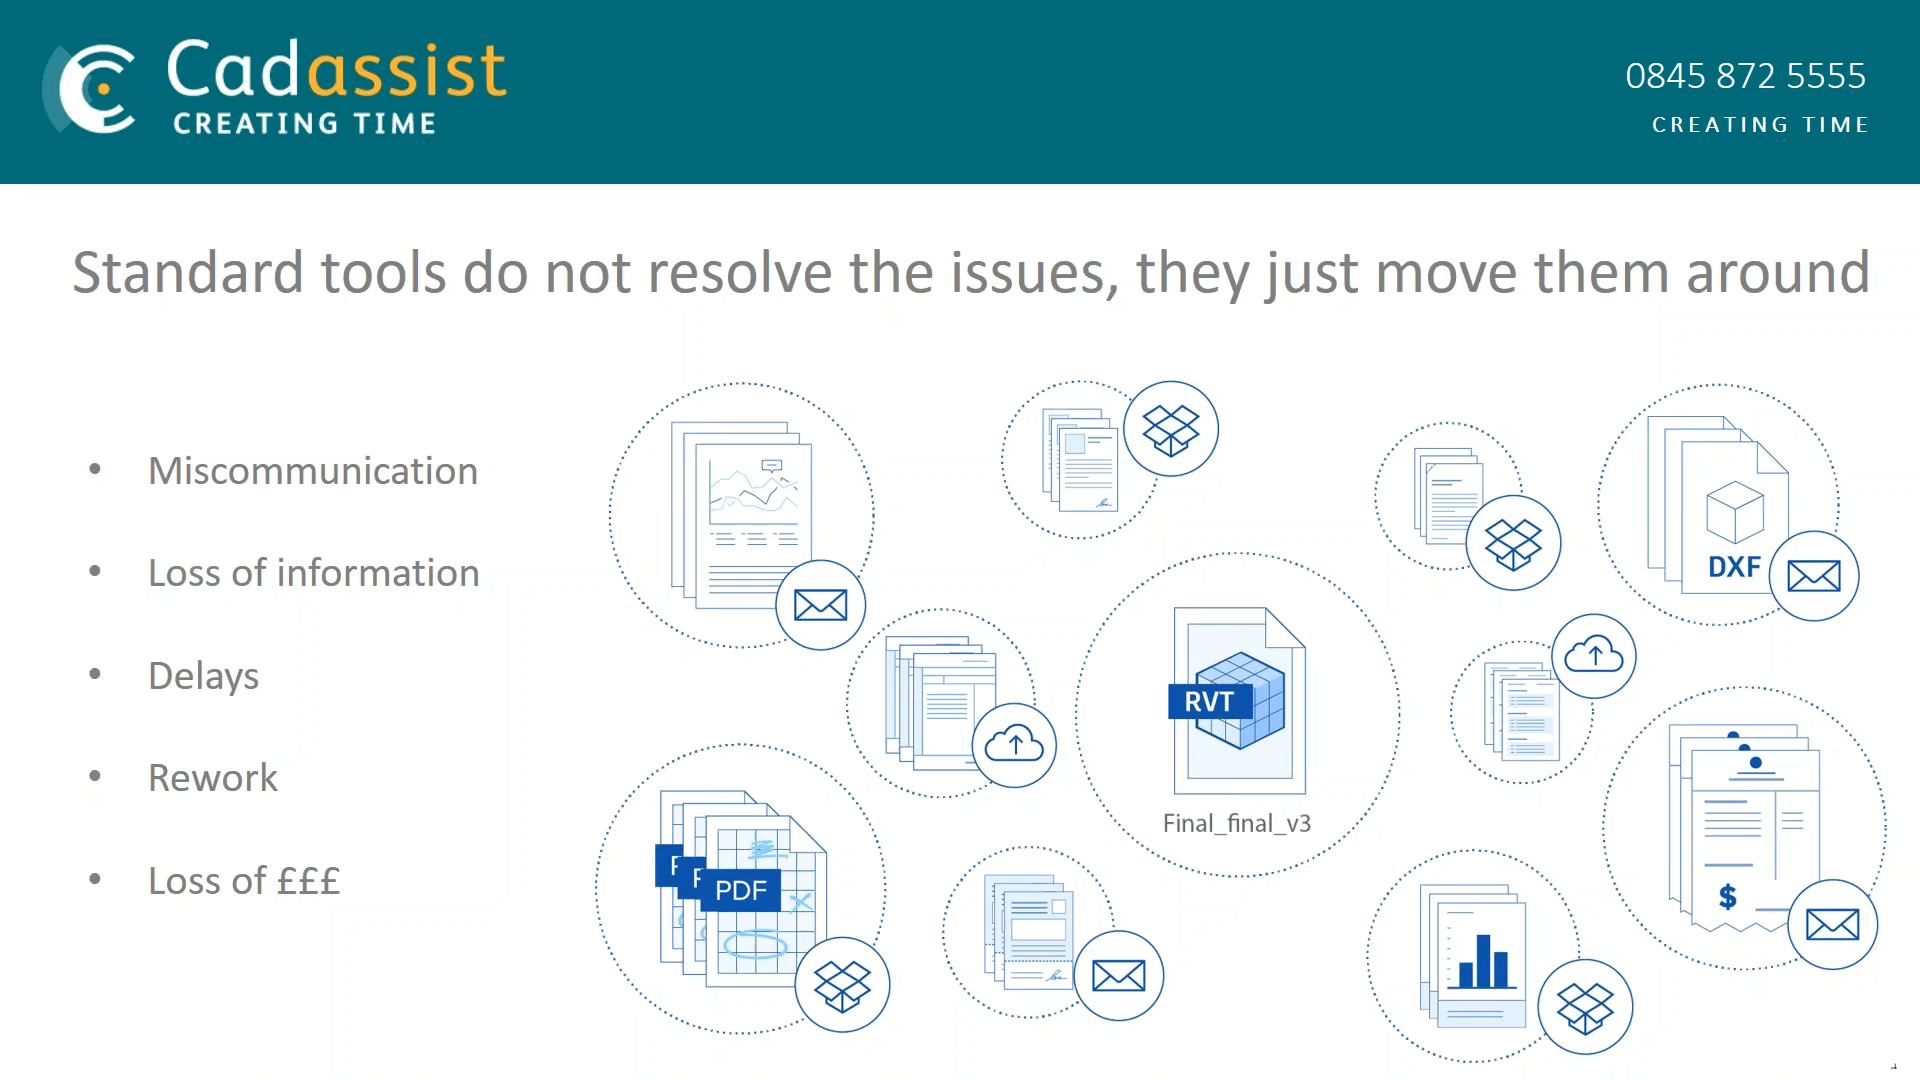 Cadassist
CREATING TIME
0845 872 5555
CREATING TIME
Standard tools do not resolve the issues, they just move them around
• Miscommunication
• Loss of information
• Delays
• Rework
• Loss of £££
DXF
RVT
Final_final_v3
F
F
PDF
$